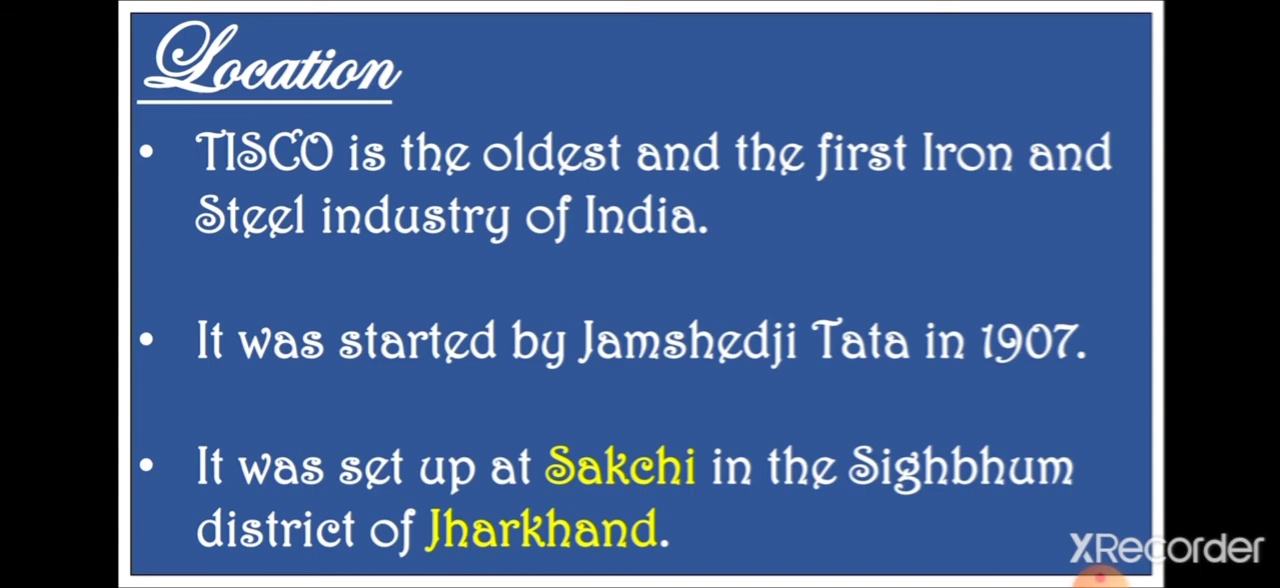 Location
• TISCO is the oldest and the first Iron and
Steel industry of India.
• It was started by Jamshedji Tata in 1907.
• It was set up at Sakchi in the Sighbhum
district of Jharkhand.
XRecorder